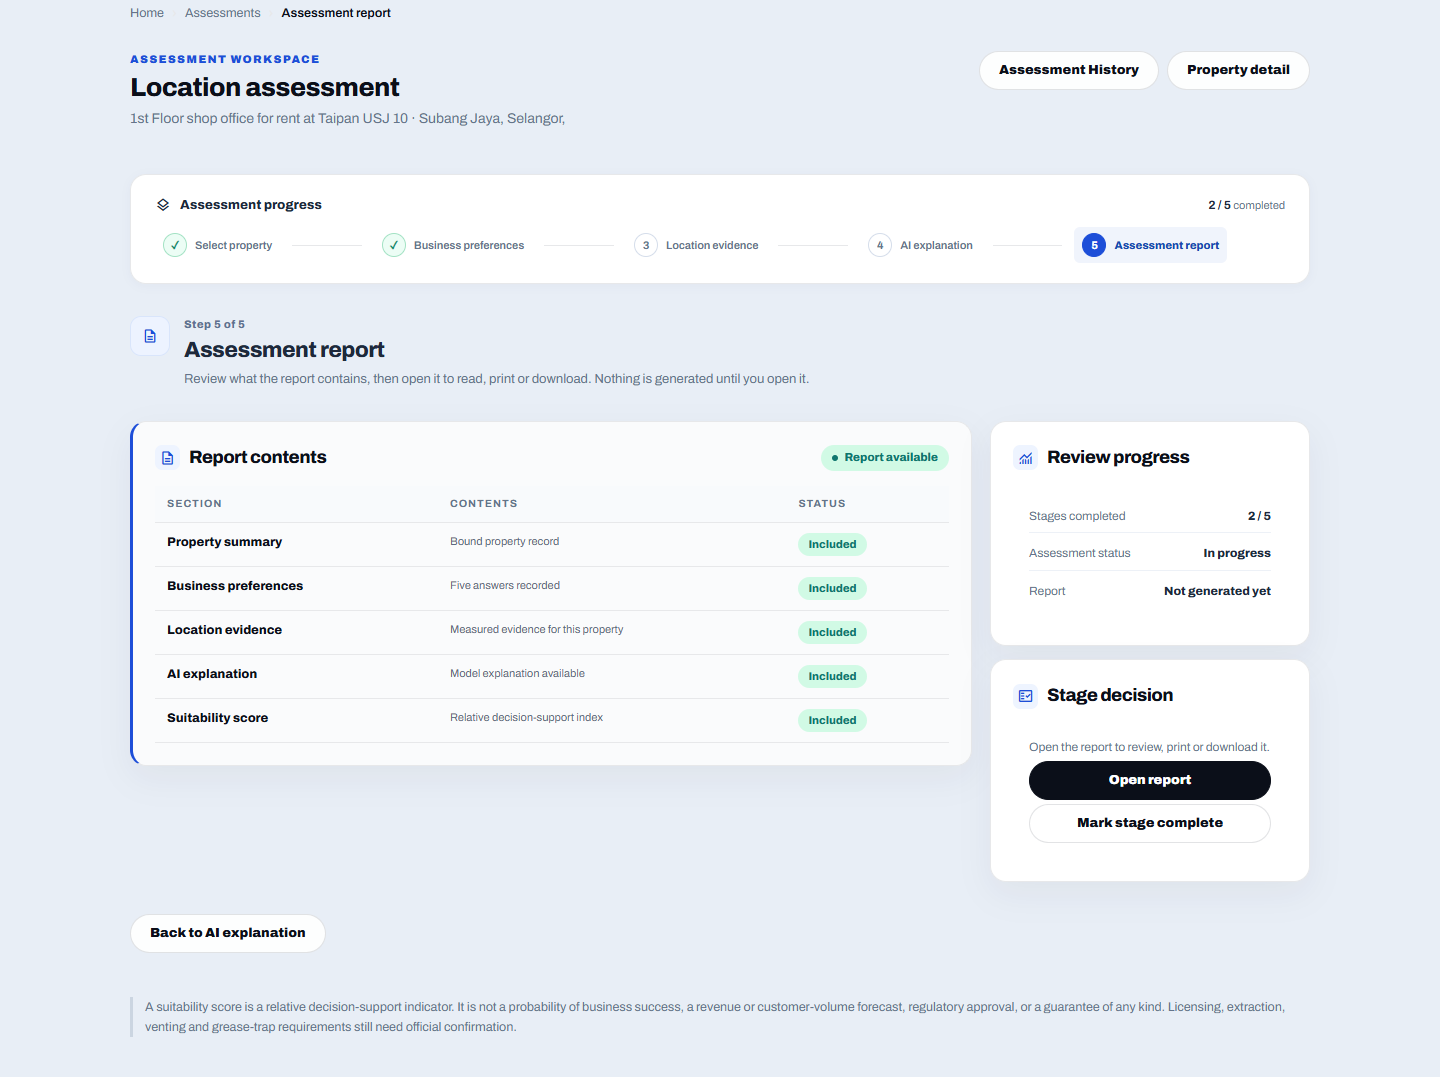 Home Assessments Assessment report
ASSESSMENT WORKSPACE
Location assessment
1st Floor shop office for rent at Taipan USJ 10 · Subang Jaya, Selangor,
Assessment History
Property detail
Assessment progress
2 / 5 completed
Select property
Business preferences
3 Location evidence
4 AI explanation
5 Assessment report
Step 5 of 5
Assessment report
Review what the report contains, then open it to read, print or download. Nothing is generated until you open it.
Report contents
Report available
SECTION CONTENTS STATUS
Property summary Bound property record Included
Business preferences Five answers recorded Included
Location evidence Measured evidence for this property Included
AI explanation Model explanation available Included
Suitability score Relative decision-support index Included
Review progress
Stages completed 2 / 5
Assessment status In progress
Report Not generated yet
Stage decision
Open the report to review, print or download it.
Open report
Mark stage complete
Back to AI explanation
A suitability score is a relative decision-support indicator. It is not a probability of business success, a revenue or customer-volume forecast, regulatory approval, or a guarantee of any kind. Licensing, extraction,
venting and grease-trap requirements still need official confirmation.